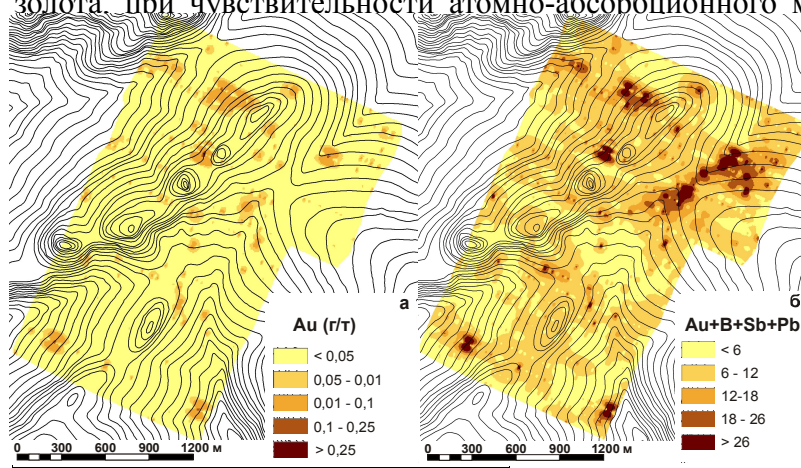 золота, при чувствительности атомно-абсорбционного м
а
Au (г/т)
< 0,05
0,05 - 0,01
0,01 - 0,1
0,1 - 0,25
> 0,25
0 300 600 900 1200 м
б
Au+B+Sb+Pb
< 6
6 - 12
12-18
18 - 26
> 26
0 300 600 900 1200 м